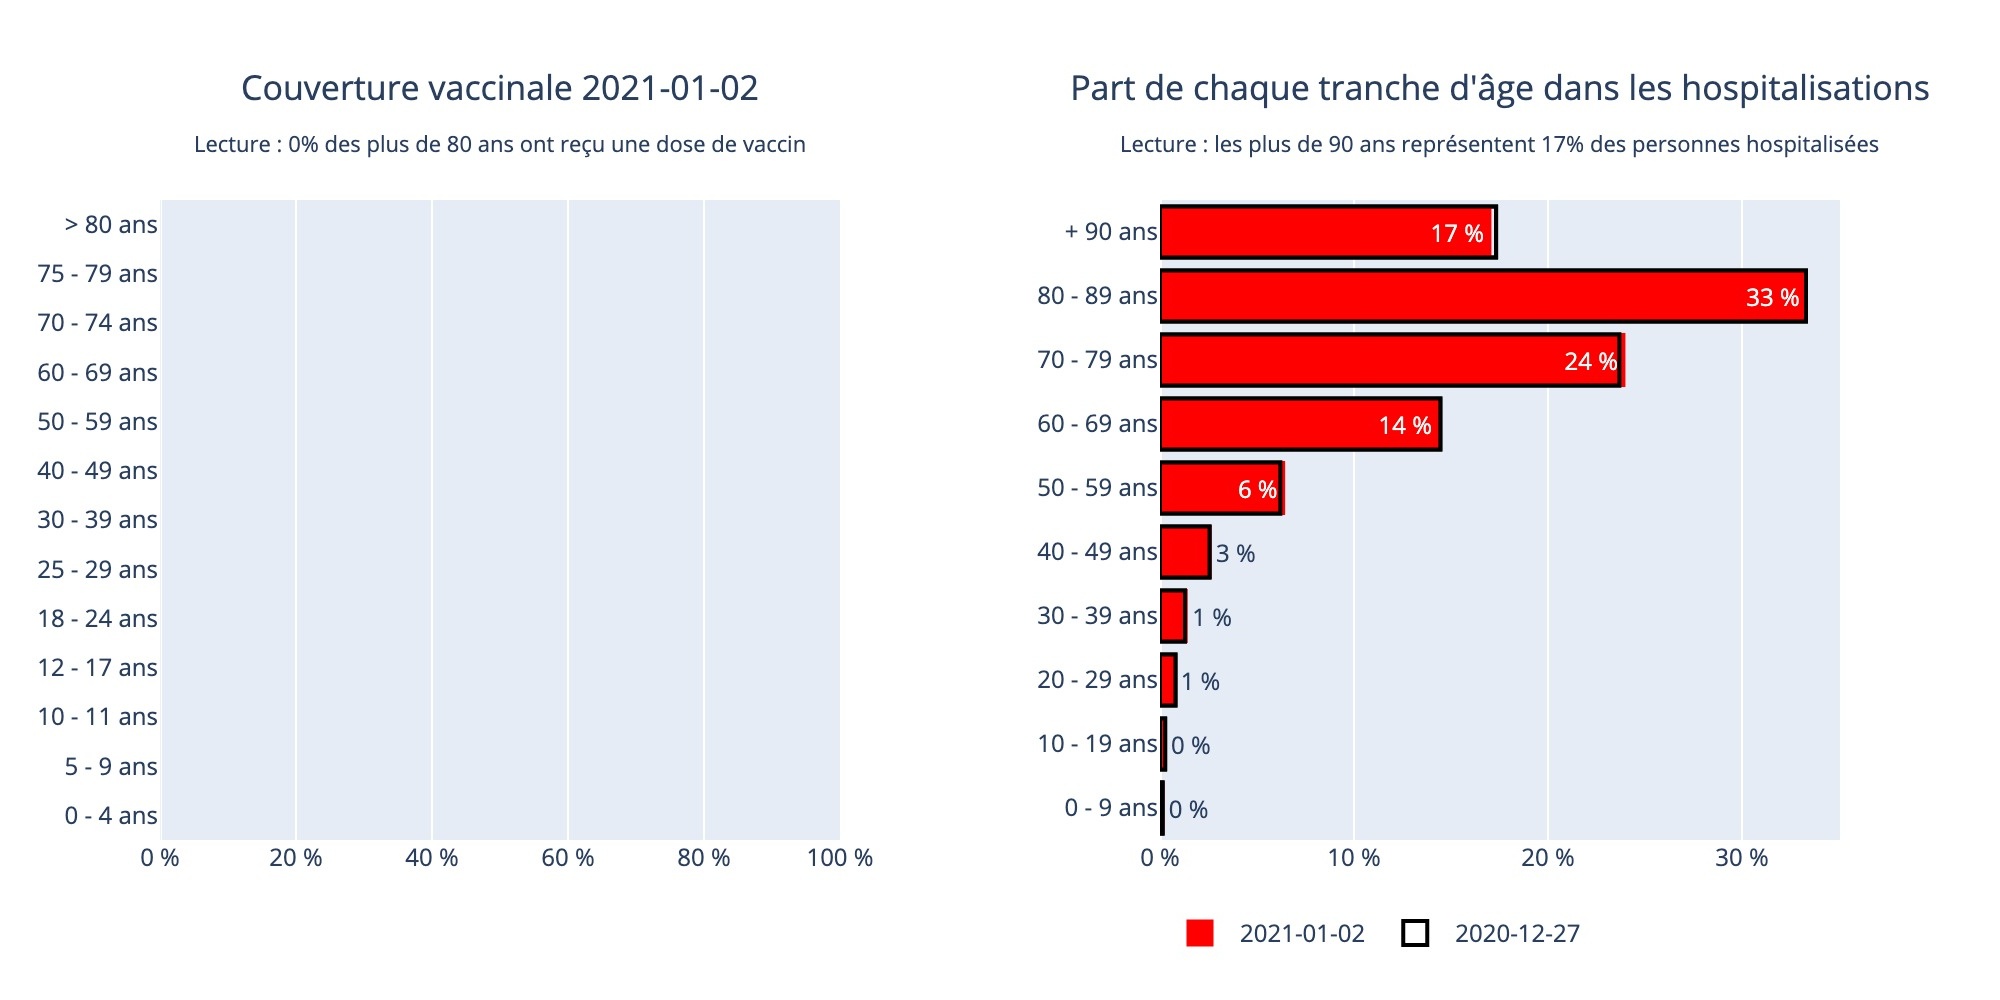 Couverture vaccinale 2021-01-02
Lecture : 0% des plus de 80 ans ont reçu une dose de vaccin
> 80 ans
75 - 79 ans
70 - 74 ans
60 - 69 ans
50 - 59 ans
40 - 49 ans
30 - 39 ans
25 - 29 ans
18 - 24 ans
12 - 17 ans
10 - 11 ans
5 - 9 ans
0 - 4 ans
0 % 20 % 40 % 60 % 80 % 100 %
Part de chaque tranche d'âge dans les hospitalisations
Lecture : les plus de 90 ans représentent 17% des personnes hospitalisées
+ 90 ans 17 %
80 - 89 ans 33 %
70 - 79 ans 24 %
60 - 69 ans 14 %
50 - 59 ans 6 %
40 - 49 ans 3 %
30 - 39 ans 1 %
20 - 29 ans 1 %
10 - 19 ans 0 %
0 - 9 ans 0 %
0 % 10 % 20 % 30 %
2021-01-02 2020-12-27